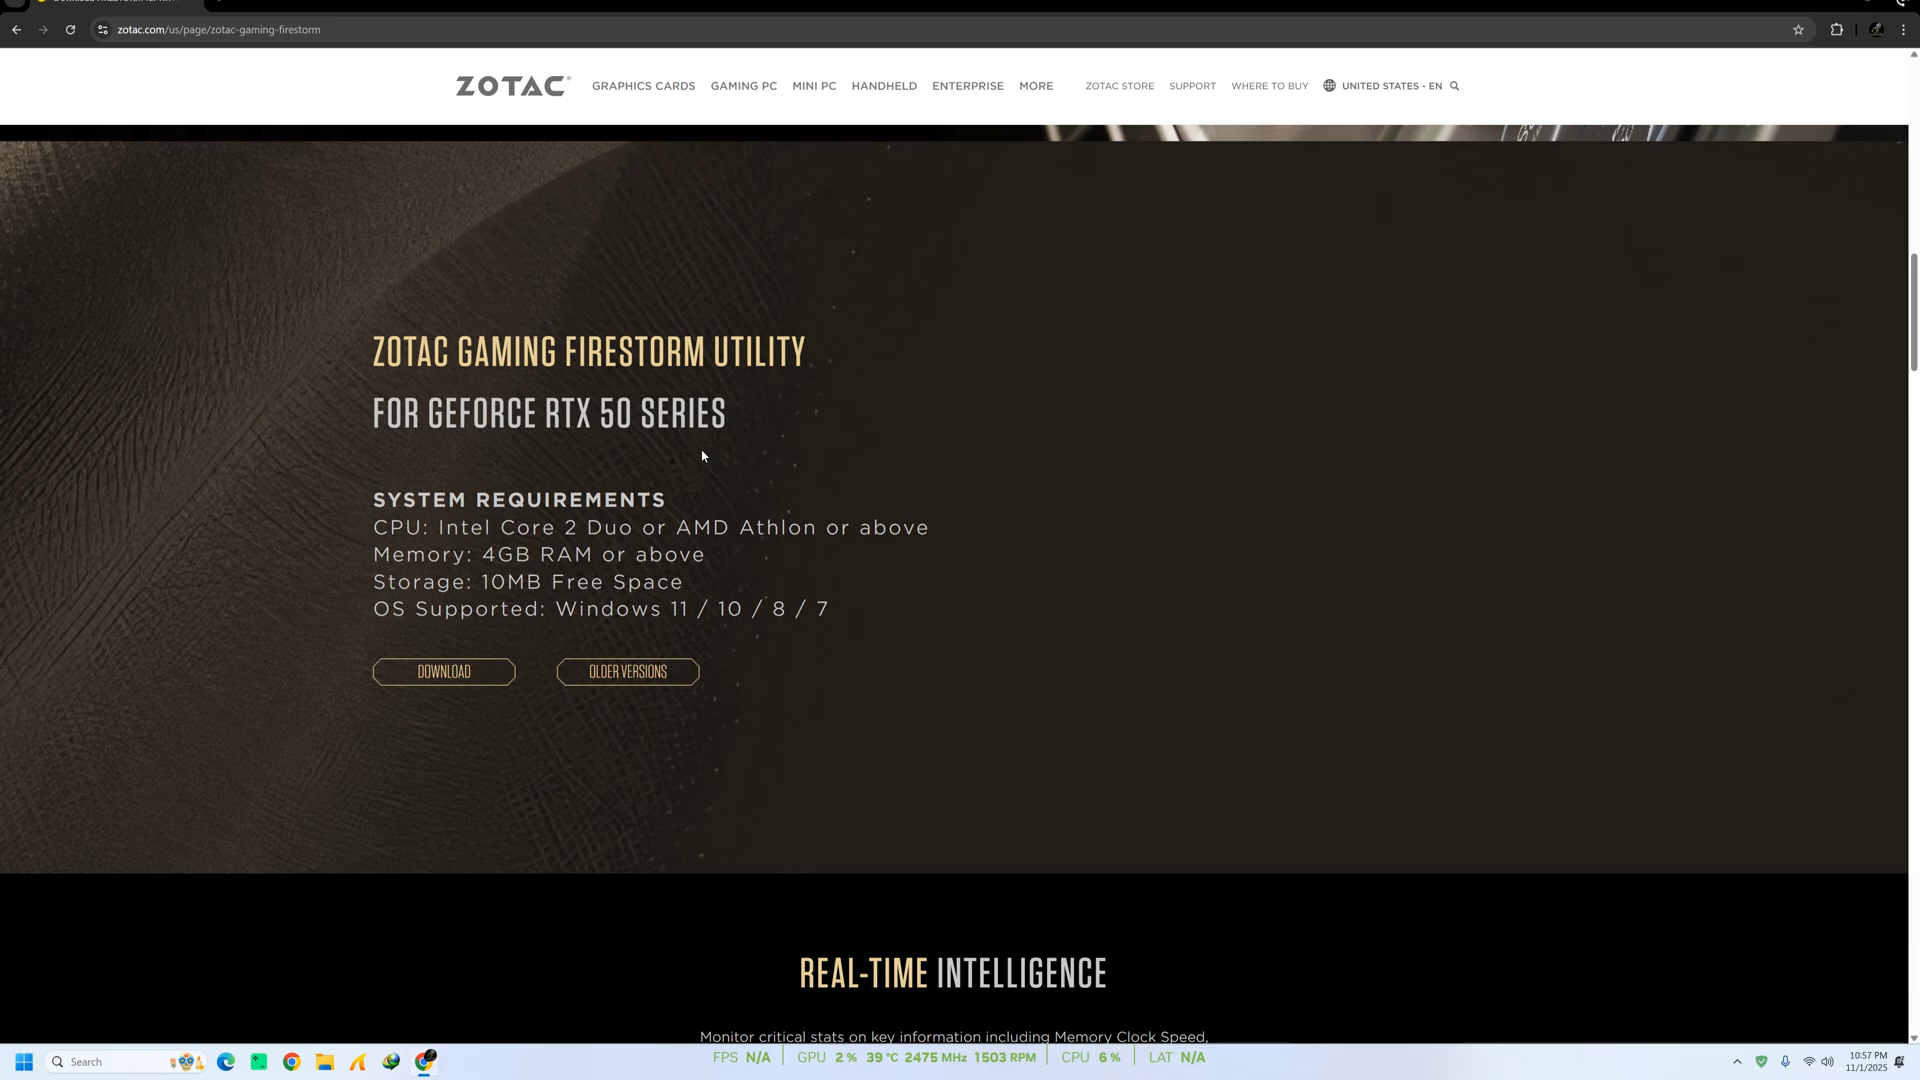 zotac.com/us/page/zotac-gaming-firestorm
ZOTAC
GRAPHICS CARDS GAMING PC MINI PC HANDHELD ENTERPRISE MORE ZOTAC STORE SUPPORT WHERE TO BUY UNITED STATES - EN
ZOTAC GAMING FIRESTORM UTILITY
FOR GEFORCE RTX 50 SERIES
SYSTEM REQUIREMENTS
CPU: Intel Core 2 Duo or AMD Athlon or above
Memory: 4GB RAM or above
Storage: 10MB Free Space
OS Supported: Windows 11 / 10 / 8 / 7
DOWNLOAD OLDER VERSIONS
REAL-TIME INTELLIGENCE
Monitor critical stats on key information including Memory Clock Speed,
Search
FPS N/A GPU 2 % 39 °C 2475 MHz 1503 RPM CPU 6 % LAT N/A
10:57 PM
11/1/2025